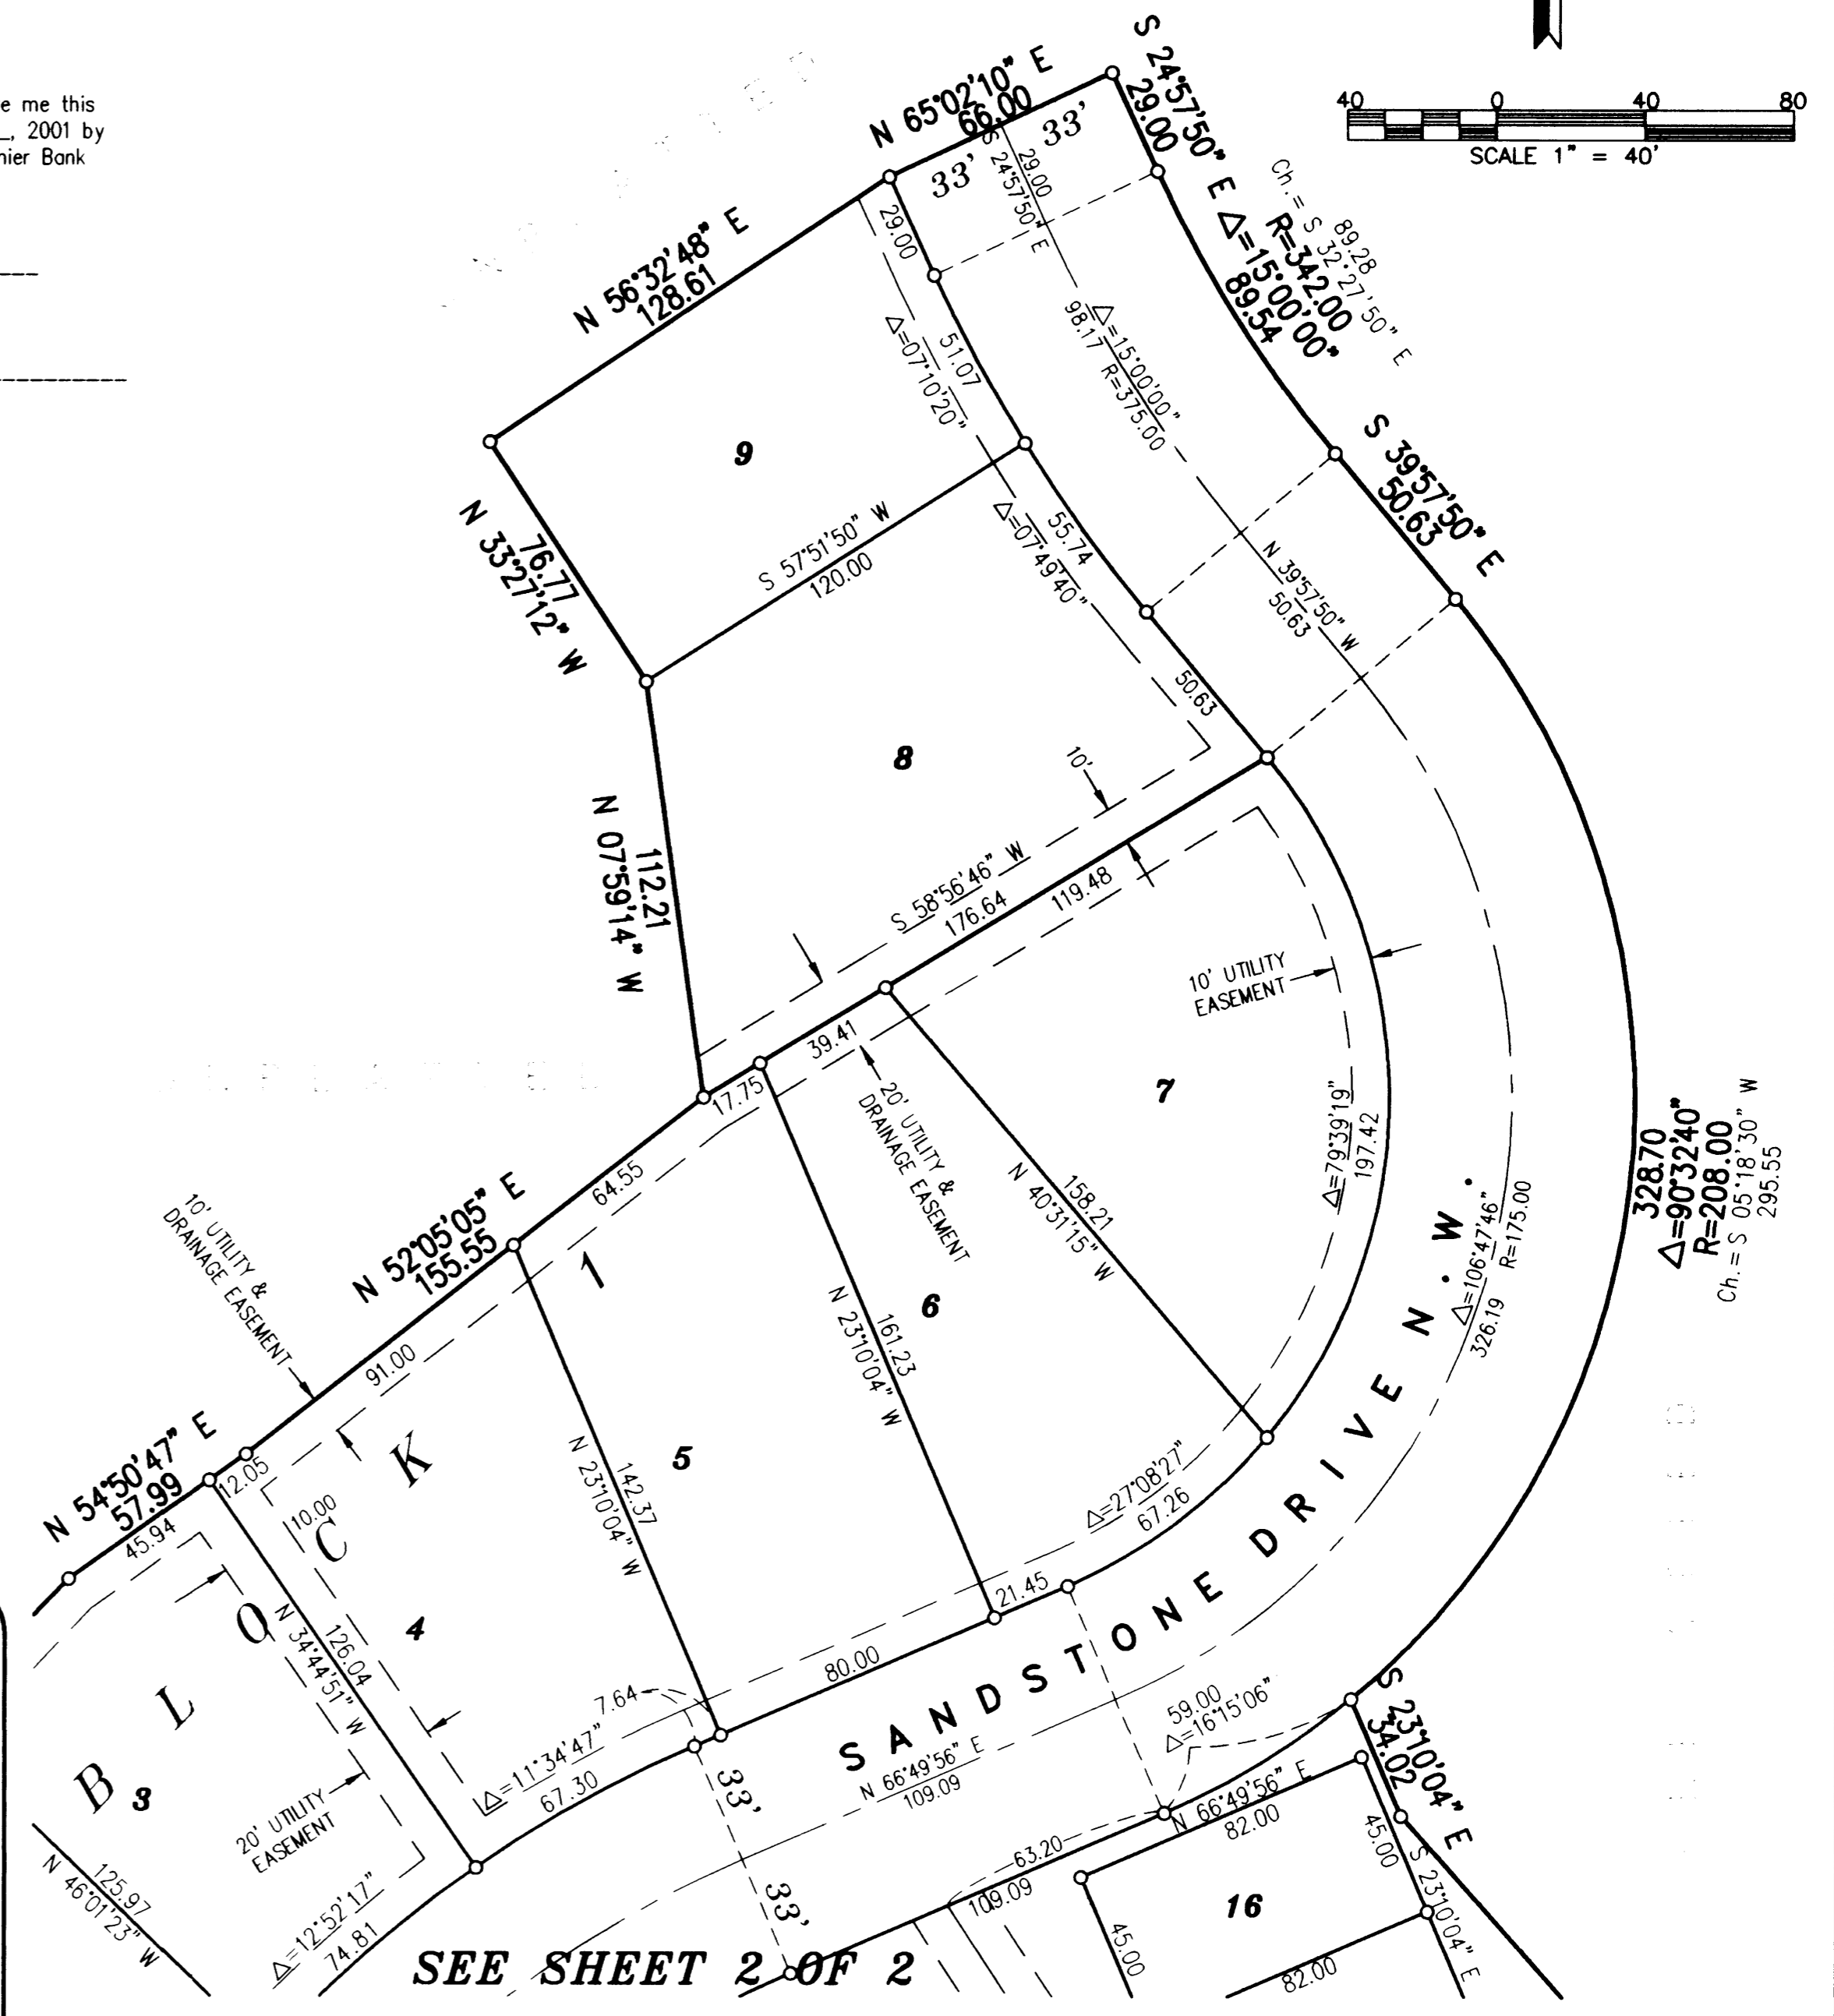 e me this
_, 2001 by
nier Bank
40 0 40 80
SCALE 1" = 40'
N 65°02'10" E
66.00
33'
33'
S 24°57'50" E
29.00
29.00
S 24°57'50" E
29.00
Δ=15°00'00"
R=342.00
89.54
89.28
Ch.= S 32°27'50" E
N 56°32'48" E
128.61
51.07
Δ=07°10'20"
Δ=15°00'00"
98.17 R=375.00
9
S 39°57'50" E
50.63
76.77
N 33°27'12" W
S 57°51'50" W
120.00
55.74
Δ=07°49'40"
N 39°57'50" W
50.63
50.63
8
10'
112.21
N 07°59'14" W
S 58°56'46" W
176.64
119.48
10' UTILITY
EASEMENT
39.41
17.75
20' UTILITY &
DRAINAGE EASEMENT
7
Δ=79°39'19"
197.42
328.70
Δ=90°32'40"
R=208.00
Ch.= S 05°18'30" W
295.55
64.55
158.21
N 40°31'15" W
N 52°05'05" E
155.55
10' UTILITY &
DRAINAGE EASEMENT
Δ=106°47'46"
326.19 R=175.00
91.00
161.23
N 23°10'04" W
6
N 54°50'47" E
57.99
45.94
12.05
10.00
142.37
N 23°10'04" W
5
Δ=27°08'27"
67.26
BLOCK 1
126.04
N 34°44'51" W
4
21.45
80.00
SANDSTONE DRIVE N.W.
7.64
Δ=11°34'47"
67.30
N 66°49'56" E
109.09
33'
33'
59.00
Δ=16°15'06"
S 23°10'04" E
34.02
3
20' UTILITY
EASEMENT
Δ=12°52'17"
74.81
125.97
N 46°01'23" W
63.20
109.09
N 66°49'56" E
82.00
45.00
S 23°10'04" E
16
45.00
82.00
SEE SHEET 2 OF 2